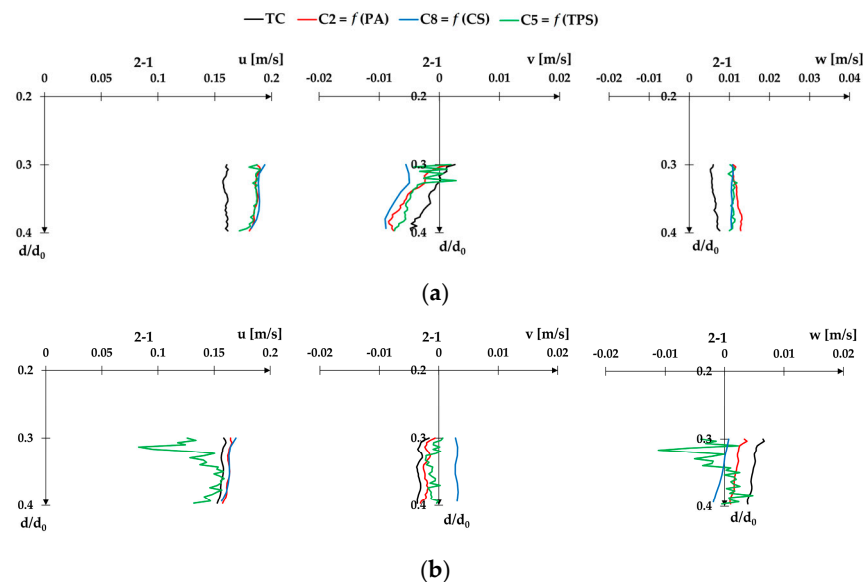 TC C2 = f (PA) C8 = f (CS) C5 = f (TPS)
2-1 u [m/s] 2-1 v [m/s] 2-1 w [m/s]
0 0.05 0.1 0.15 0.2 -0.02 -0.01 0 0.01 0.02 -0.02 -0.01 0 0.01 0.02 0.03 0.04
0.2 0.2 0.2
0.3 0.3 0.3
0.4 0.4 0.4
d/d0 d/d0 d/d0
(a)
2-1 u [m/s] 2-1 v [m/s] 2-1 w [m/s]
0 0.05 0.1 0.15 0.2 -0.02 -0.01 0 0.01 0.02 -0.02 -0.01 0 0.01 0.02
0.2 0.2 0.2
0.3 0.3 0.3
0.4 0.4 0.4
d/d0 d/d0 d/d0
(b)